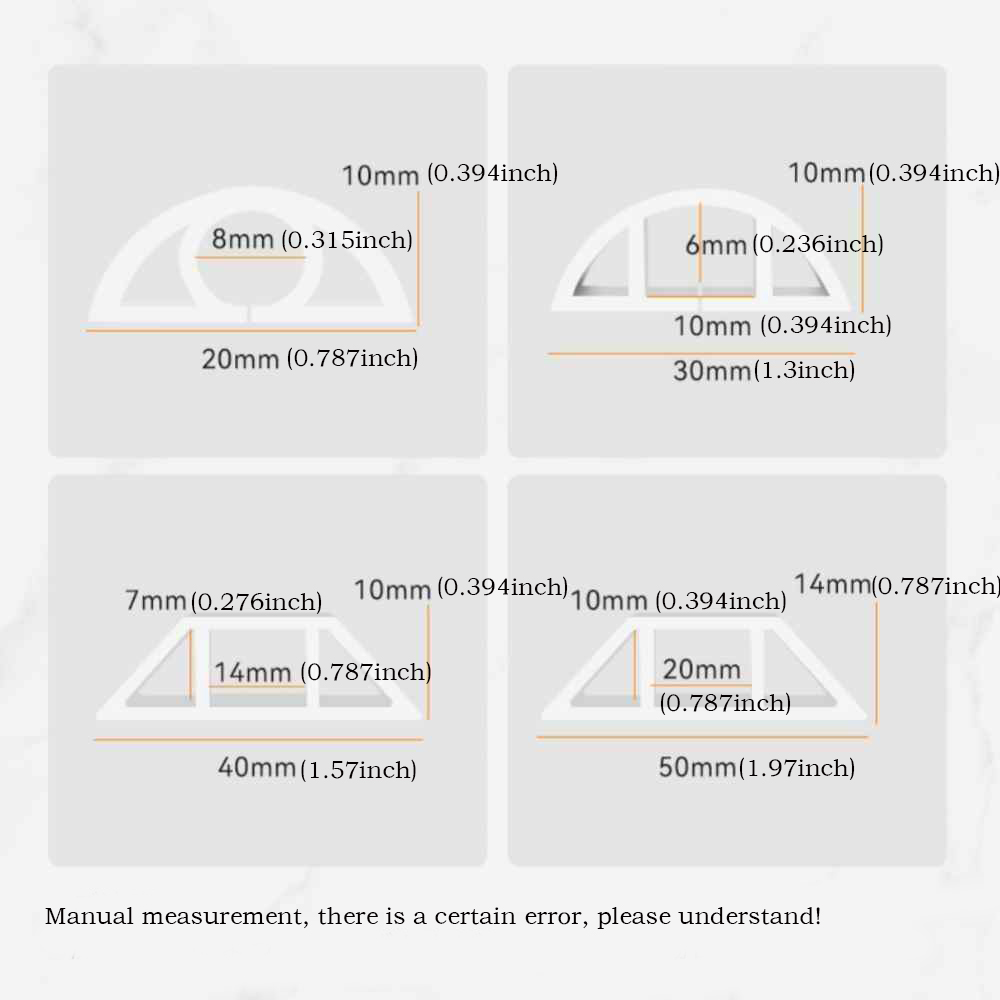 10mm (0.394inch)
8mm (0.315inch)
20mm (0.787inch)
10mm (0.394inch)
6mm (0.236inch)
10mm (0.394inch)
30mm (1.3inch)
7mm (0.276inch)
10mm (0.394inch)
14mm (0.787inch)
40mm (1.57inch)
10mm (0.394inch)
14mm (0.787inch)
20mm
(0.787inch)
50mm (1.97inch)
Manual measurement, there is a certain error, please understand!